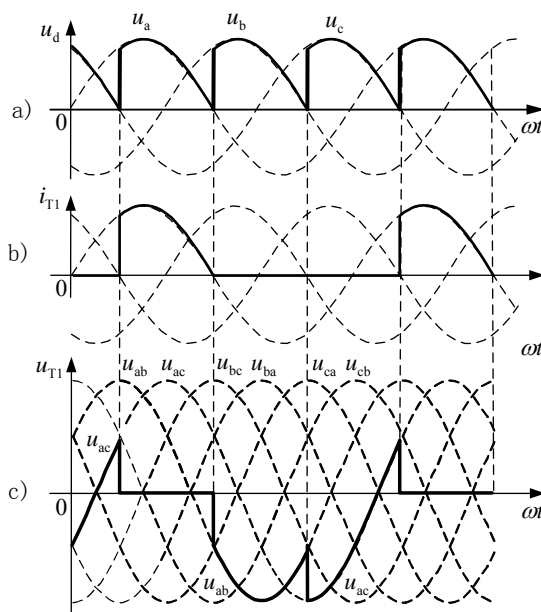 u_d u_a u_b u_c
a)
0 ωt
i_T1
b)
0 ωt
u_T1 u_ab u_ac u_bc u_ba u_ca u_cb
u_ac
c)
0 ωt
u_ab u_ac